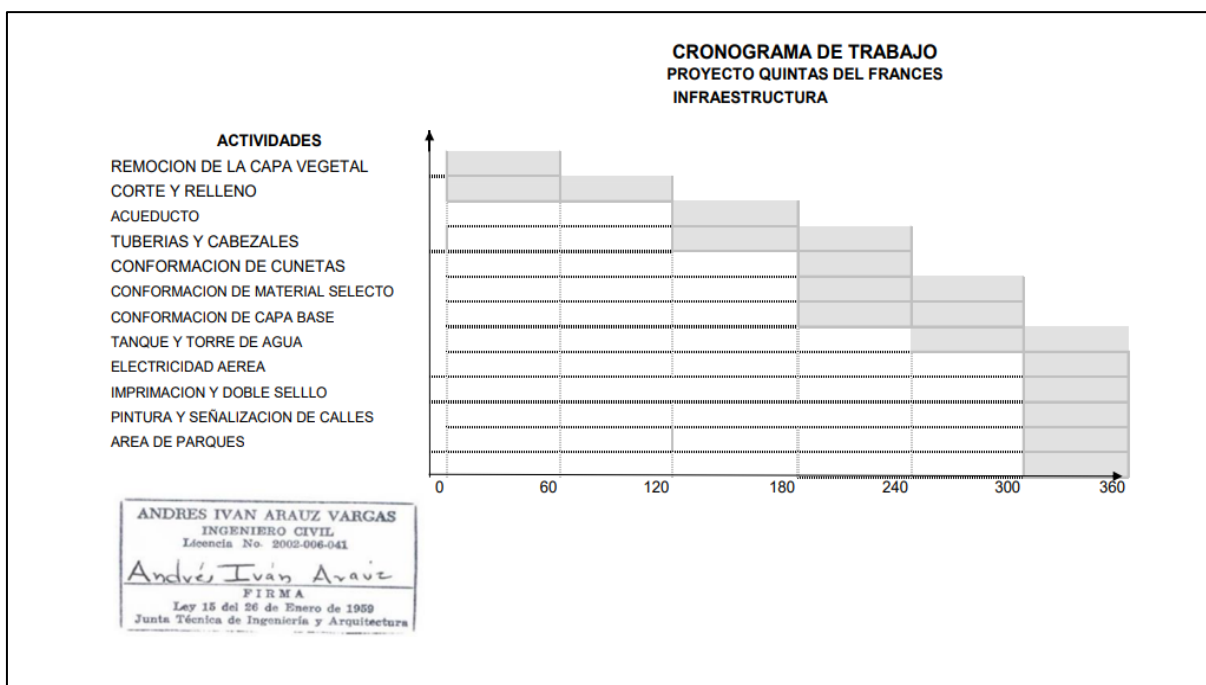 CRONOGRAMA DE TRABAJO
PROYECTO QUINTAS DEL FRANCES
INFRAESTRUCTURA
ACTIVIDADES
REMOCION DE LA CAPA VEGETAL
CORTE Y RELLENO
ACUEDUCTO
TUBERIAS Y CABEZALES
CONFORMACION DE CUNETAS
CONFORMACION DE MATERIAL SELECTO
CONFORMACION DE CAPA BASE
TANQUE Y TORRE DE AGUA
ELECTRICIDAD AEREA
IMPRIMACION Y DOBLE SELLLO
PINTURA Y SEÑALIZACION DE CALLES
AREA DE PARQUES
0 60 120 180 240 300 360
ANDRES IVAN ARAUZ VARGAS
INGENIERO CIVIL
Licencia No. 2002-006-041
Andrés Iván Arauz
FIRMA
Ley 15 del 26 de Enero de 1959
Junta Técnica de Ingeniería y Arquitectura